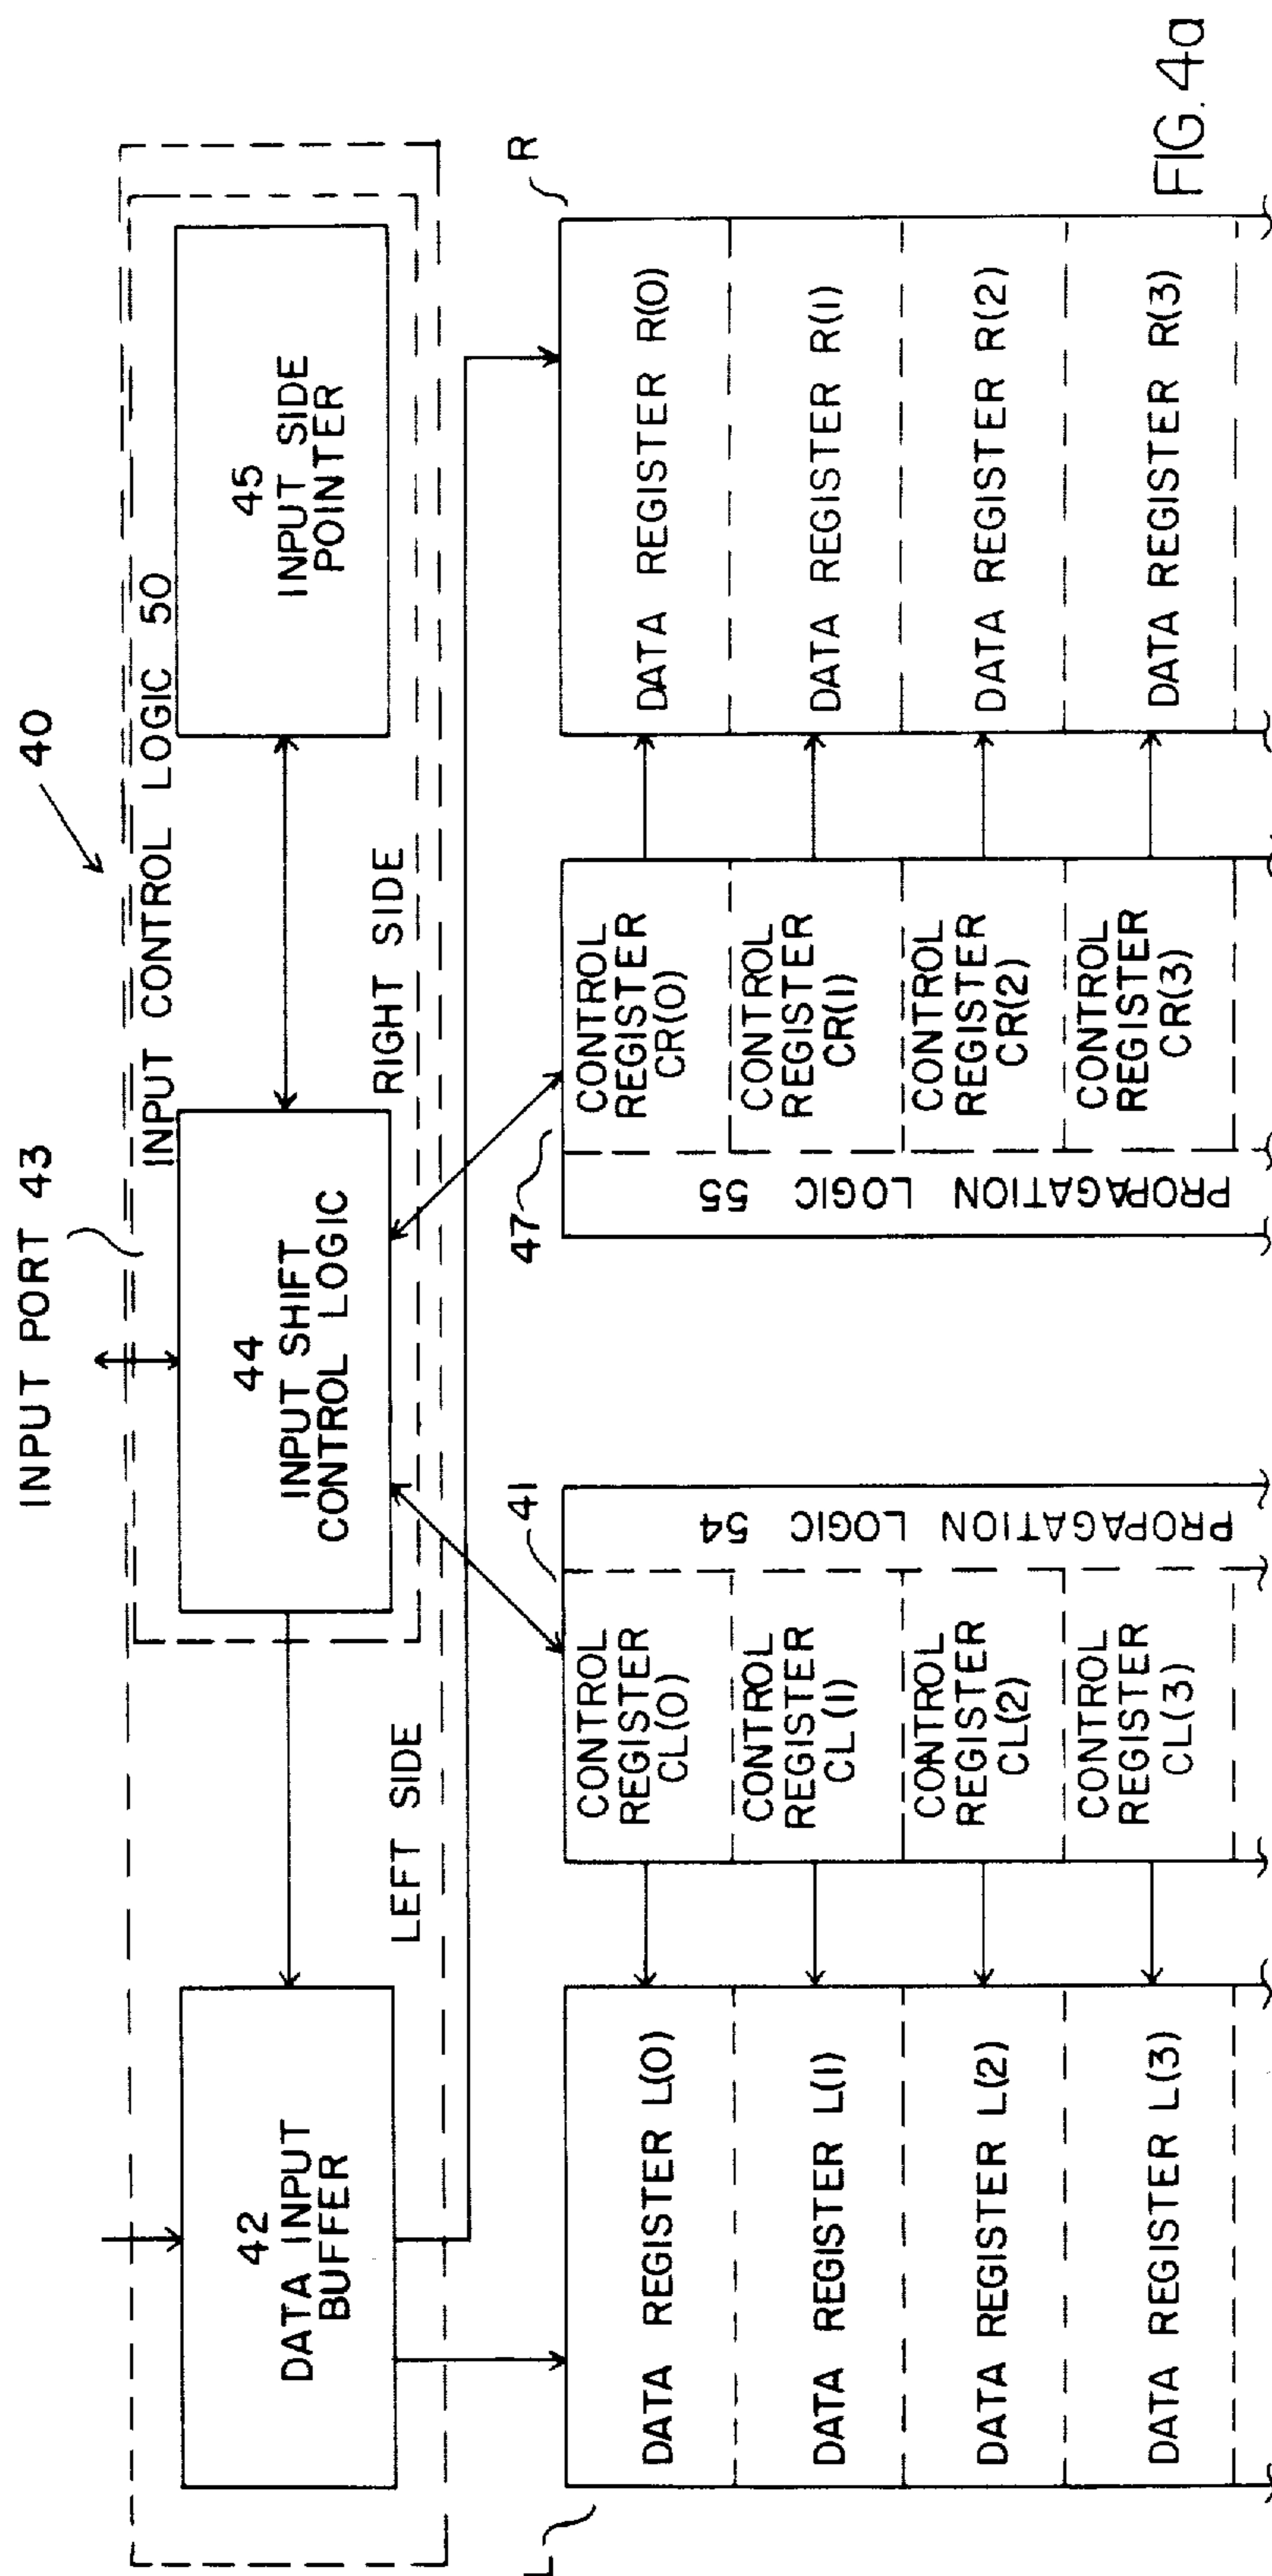 40
INPUT PORT 43
INPUT CONTROL LOGIC 50
42
DATA INPUT
BUFFER
44
INPUT SHIFT
CONTROL LOGIC
45
INPUT SIDE
POINTER
LEFT SIDE
RIGHT SIDE
L
41
47
R
DATA REGISTER L(0)
DATA REGISTER L(1)
DATA REGISTER L(2)
DATA REGISTER L(3)
CONTROL
REGISTER
CL(0)
CONTROL
REGISTER
CL(1)
CONTROL
REGISTER
CL(2)
CONTROL
REGISTER
CL(3)
PROPAGATION LOGIC 54
PROPAGATION LOGIC 55
CONTROL
REGISTER
CR(0)
CONTROL
REGISTER
CR(1)
CONTROL
REGISTER
CR(2)
CONTROL
REGISTER
CR(3)
DATA REGISTER R(0)
DATA REGISTER R(1)
DATA REGISTER R(2)
DATA REGISTER R(3)
FIG. 4a